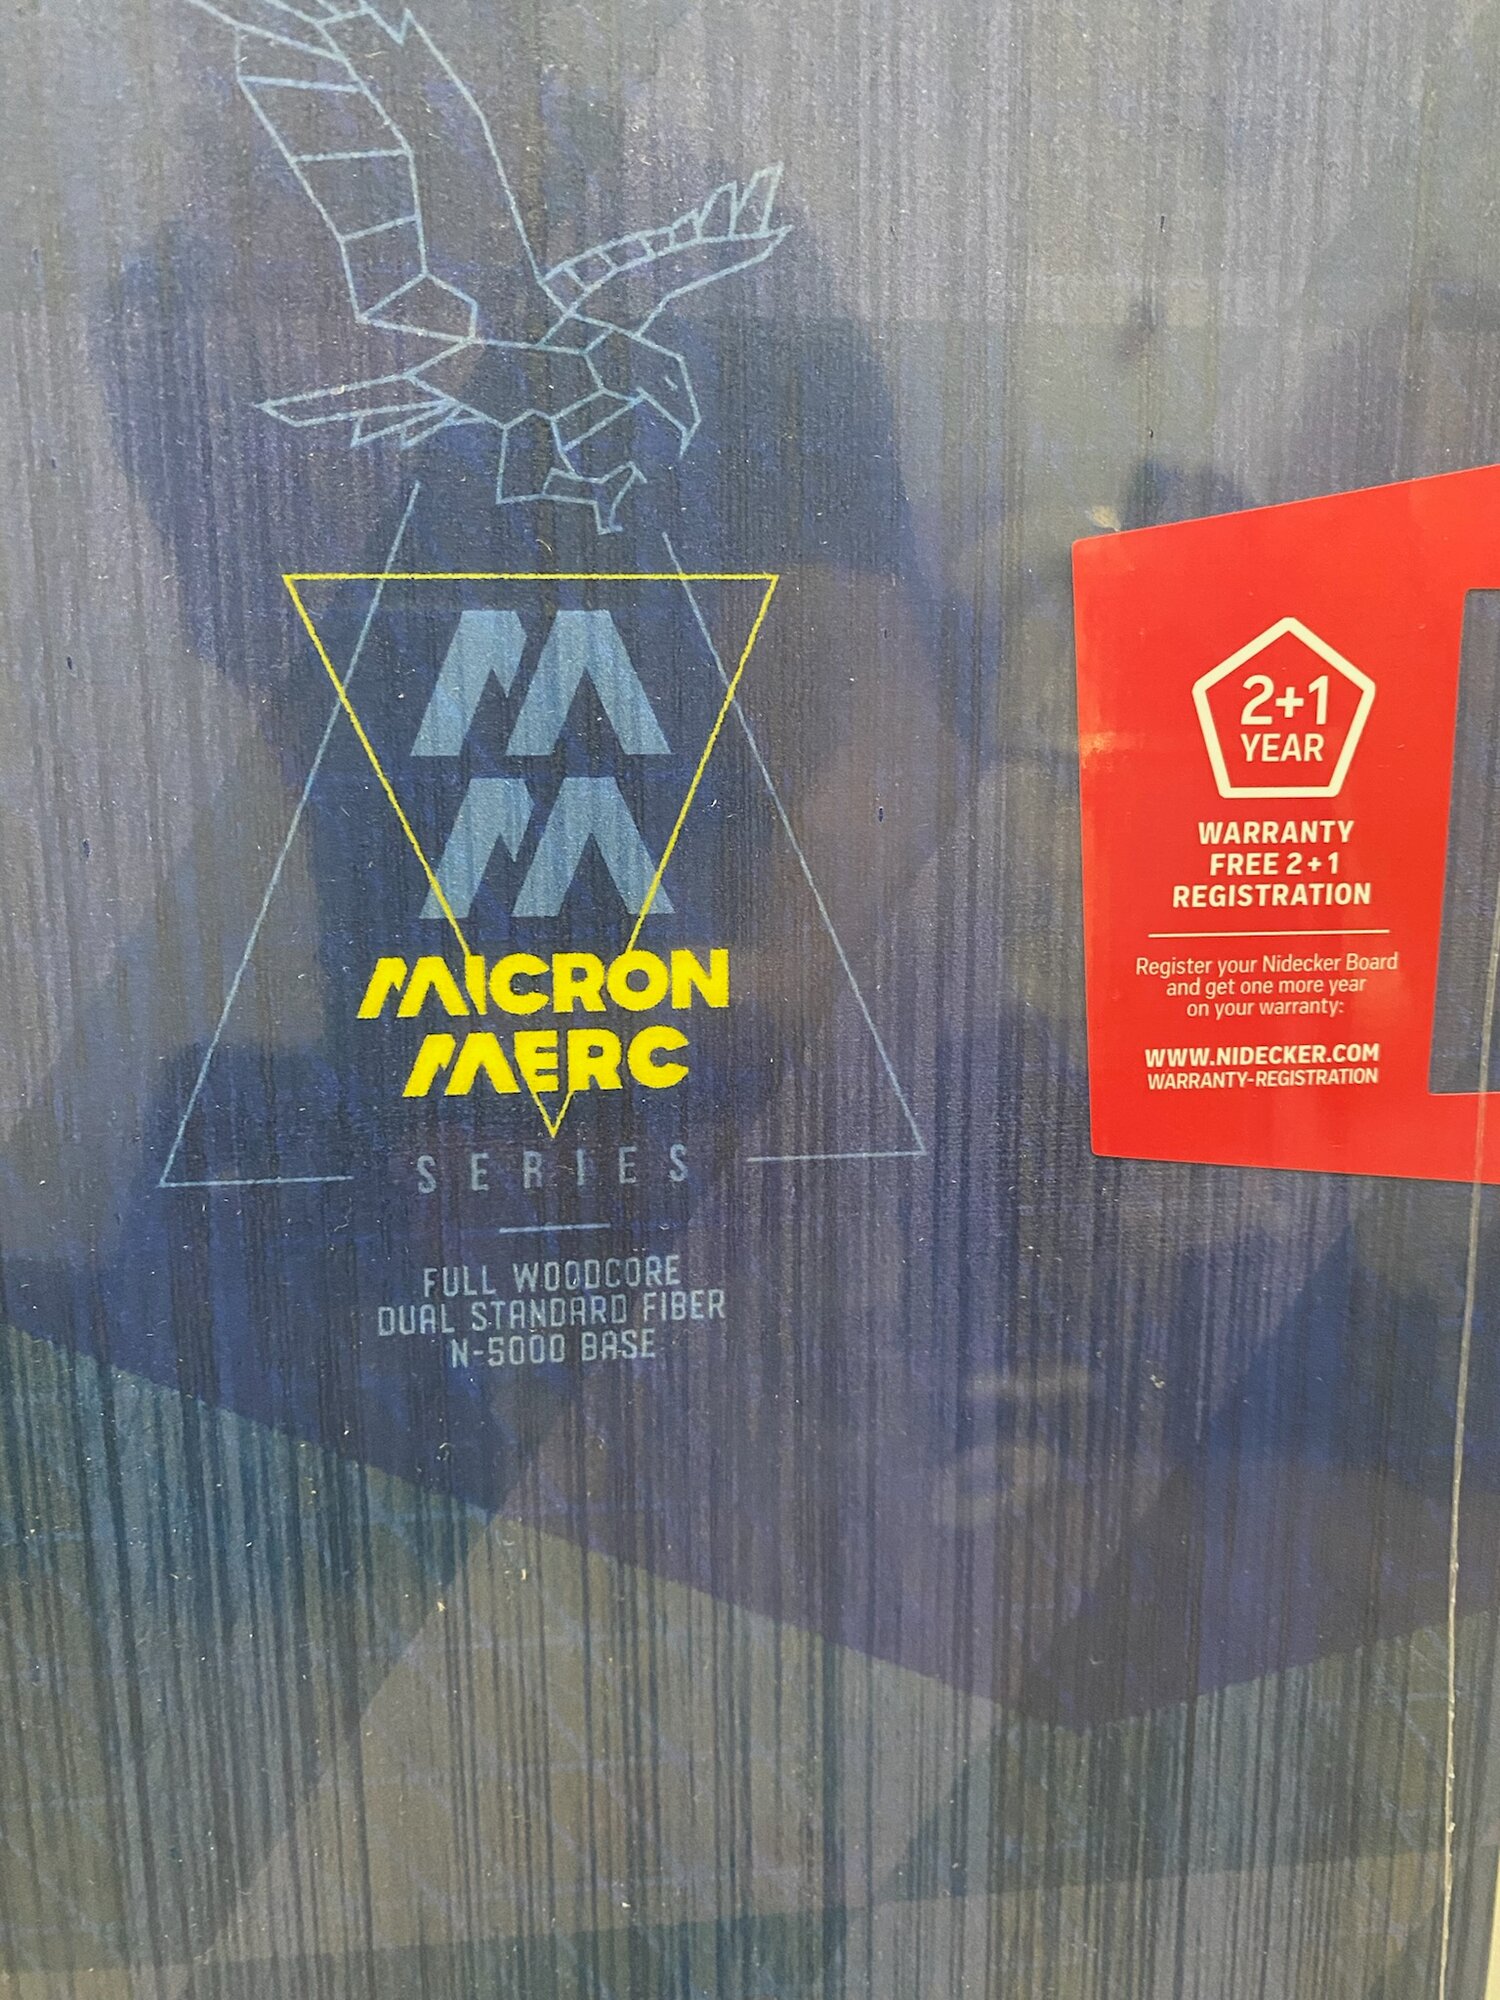 MICRON
MERC
SERIES
FULL WOODCORE
DUAL STANDARD FIBER
N-5000 BASE
2+1
YEAR
WARRANTY
FREE 2+1
REGISTRATION
Register your Nidecker Board
and get one more year
on your warranty:
WWW.NIDECKER.COM
WARRANTY-REGISTRATION